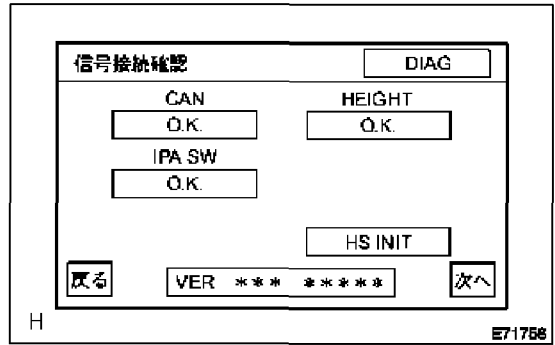 信号接続確認
DIAG
CAN
HEIGHT
O.K.
O.K.
IPA SW
O.K.
HS INIT
戻る
VER *** *****
次へ
H
E71758